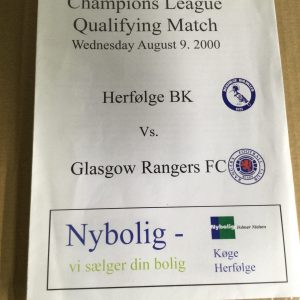 Champions League
Qualifying Match
Wednesday August 9. 2000
Herfølge BK
Vs.
Glasgow Rangers FC
Nybolig -
vi sælger din bolig
Nybolig
Køge
Herfølge